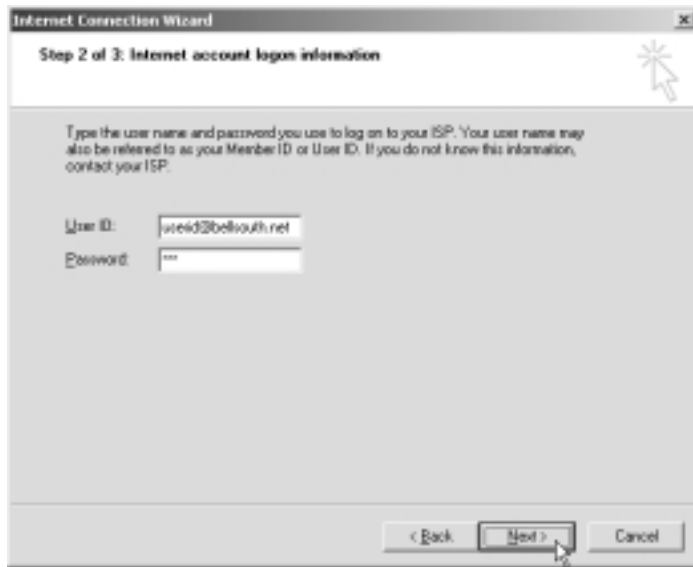 Internet Connection Wizard
Step 2 of 3: Internet account logon information
Type the user name and password you use to log on to your ISP. Your user name may
also be referred to as your Member ID or User ID. If you do not know this information,
contact your ISP.
User ID: userid@bellsouth.net
Password: ***
< Back Next > Cancel